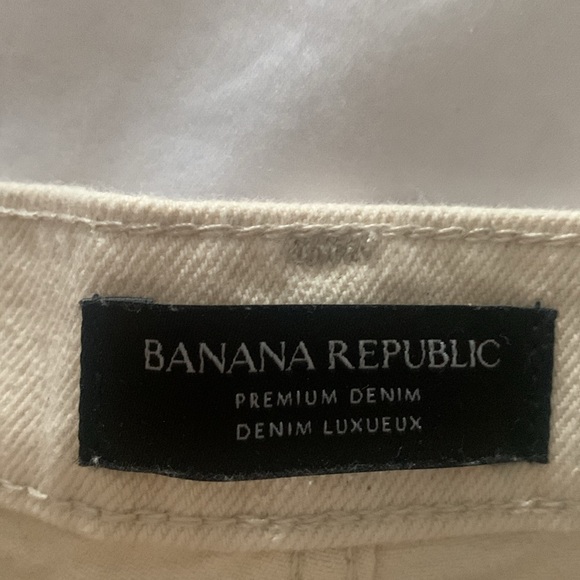 BANANA REPUBLIC
PREMIUM DENIM
DENIM LUXUEUX